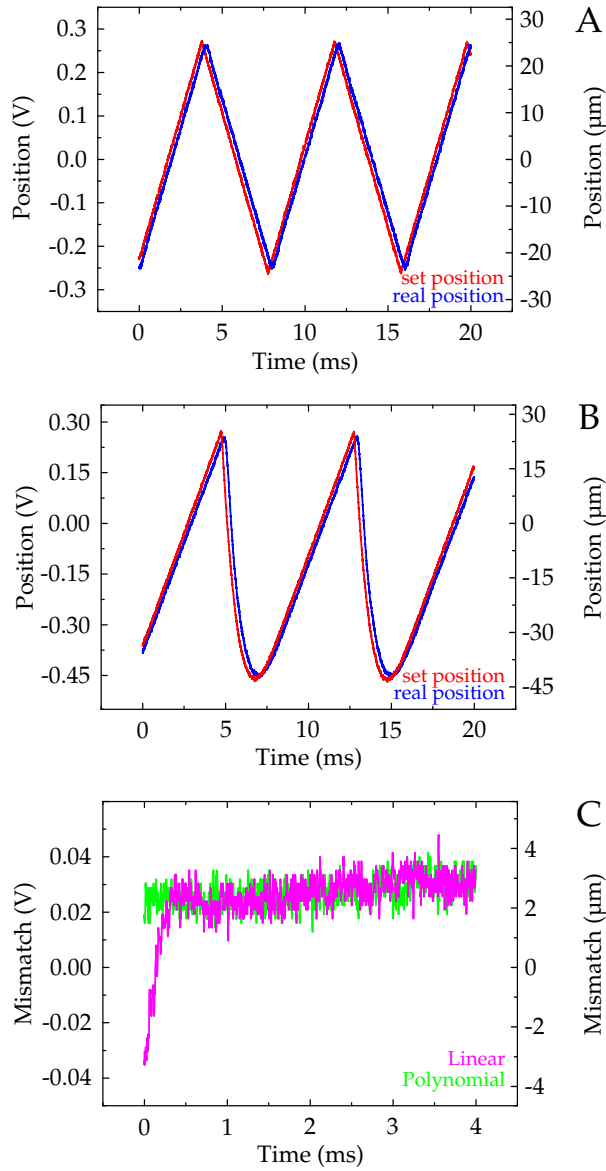 A
Position (V)
0.3
0.2
0.0
-0.2
-0.3
30
20
10
0
-10
-20
-30
Position (µm)
set position
real position
0
5
10
15
20
Time (ms)
B
Position (V)
0.30
0.15
0.00
-0.15
-0.30
-0.45
30
15
0
-15
-30
-45
Position (µm)
set position
real position
0
5
10
15
20
Time (ms)
C
Mismatch (V)
0.04
0.02
0.00
-0.02
-0.04
4
2
0
-2
-4
Mismatch (µm)
Linear
Polynomial
0
1
2
3
4
Time (ms)